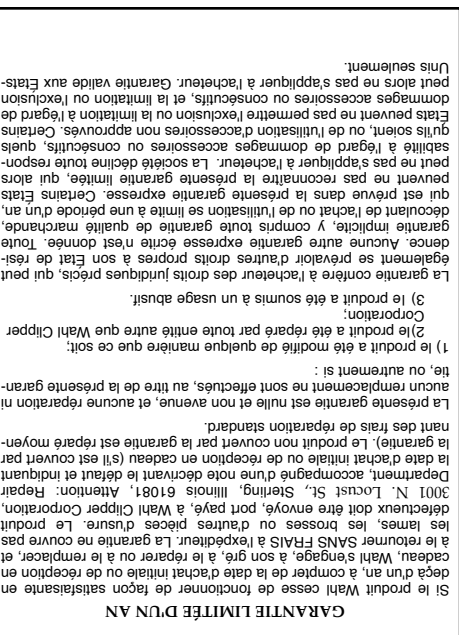 GARANTIE LIMITÉE D'UN AN
Si le produit Wahl cesse de fonctionner de façon satisfaisante en
deçà d'un an, à compter de la date d'achat initiale ou de réception en
cadeau, Wahl s'engage, à son gré, à le réparer ou à le remplacer, et
à le retourner SANS FRAIS à l'expéditeur. La garantie ne couvre pas
les lames, les brosses ou d'autres pièces d'usure. Le produit
défectueux doit être envoyé, port payé, à Wahl Clipper Corporation,
3001 N. Locust St., Sterling, Illinois 61081, Attention: Repair
Department, accompagné d'une note décrivant le défaut et indiquant
la date d'achat initiale ou de réception en cadeau (s'il est couvert par
la garantie). Le produit non couvert par la garantie est réparé moyen-
nant des frais de réparation standard.
La présente garantie est nulle et non avenue, et aucune réparation ni
aucun remplacement ne sont effectués, au titre de la présente garan-
tie, ou autrement si :
1) le produit a été modifié de quelque manière que ce soit;
2)le produit a été réparé par toute entité autre que Wahl Clipper
Corporation;
3) le produit a été soumis à un usage abusif.
La garantie confère à l'acheteur des droits juridiques précis, qui peut
également se prévaloir d'autres droits propres à son État de rési-
dence. Aucune autre garantie expresse écrite n'est donnée. Toute
garantie implicite, y compris toute garantie de qualité marchande,
découlant de l'achat ou de l'utilisation se limite à une période d'un an,
qui est prévue dans la présente garantie expresse. Certains États
peuvent ne pas reconnaître la présente garantie limitée, qui alors
peut ne pas s'appliquer à l'acheteur. La société décline toute respon-
sabilité à l'égard de dommages accessoires ou consécutifs, quels
qu'ils soient, ou de l'utilisation d'accessoires non approuvés. Certains
États peuvent ne pas permettre l'exclusion ou la limitation à l'égard de
dommages accessoires ou consécutifs, et la limitation ou l'exclusion
peut alors ne pas s'appliquer à l'acheteur. Garantie valide aux États-
Unis seulement.